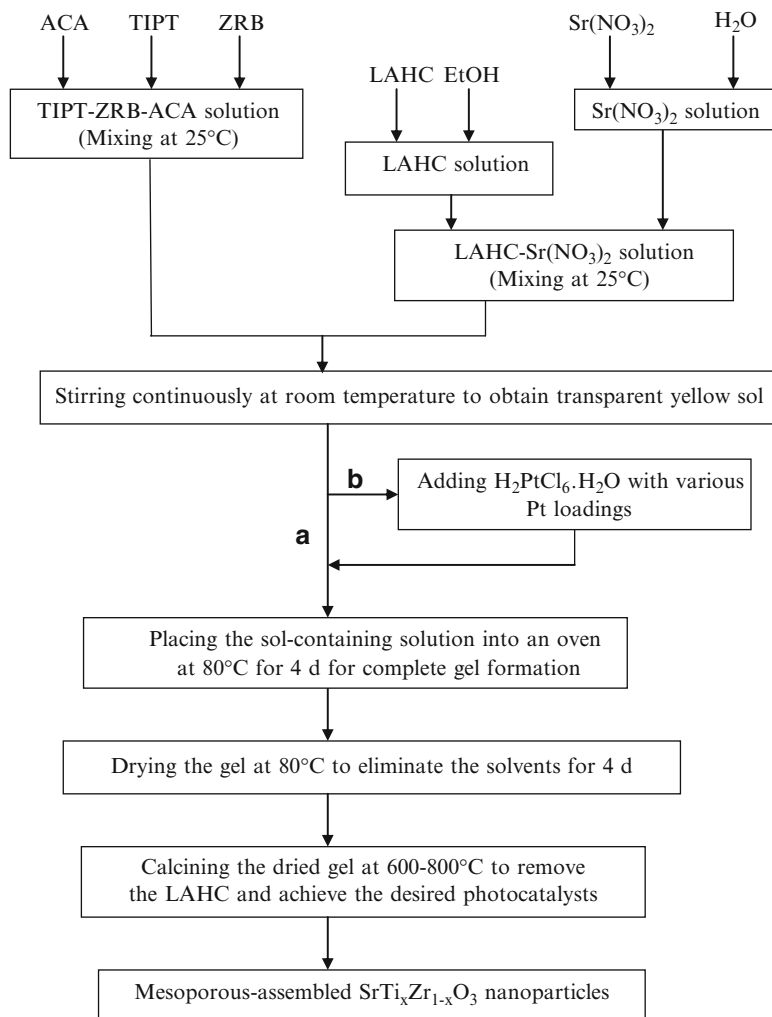 ACA TIPT ZRB
TIPT-ZRB-ACA solution
(Mixing at 25°C)
LAHC EtOH
LAHC solution
Sr(NO₃)₂ H₂O
Sr(NO₃)₂ solution
LAHC-Sr(NO₃)₂ solution
(Mixing at 25°C)
Stirring continuously at room temperature to obtain transparent yellow sol
b
Adding H₂PtCl₆.H₂O with various
Pt loadings
a
Placing the sol-containing solution into an oven
at 80°C for 4 d for complete gel formation
Drying the gel at 80°C to eliminate the solvents for 4 d
Calcining the dried gel at 600-800°C to remove
the LAHC and achieve the desired photocatalysts
Mesoporous-assembled SrTiₓZr₁₋ₓO₃ nanoparticles